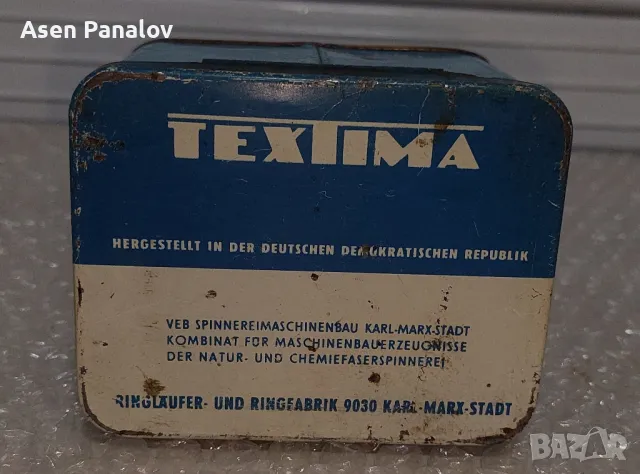 Asen Panalov
TEXTIMA
HERGESTELLT IN DER DEUTSCHEN DEMOKRATISCHEN REPUBLIK
VEB SPINNEREIMASCHINENBAU KARL-MARX-STADT
KOMBINAT FÜR MASCHINENBAUERZEUGNISSE
DER NATUR- UND CHEMIEFASERSPINNEREI
RINGLÄUFER- UND RINGFABRIK 9030 KARL-MARX-STADT
BAZAR